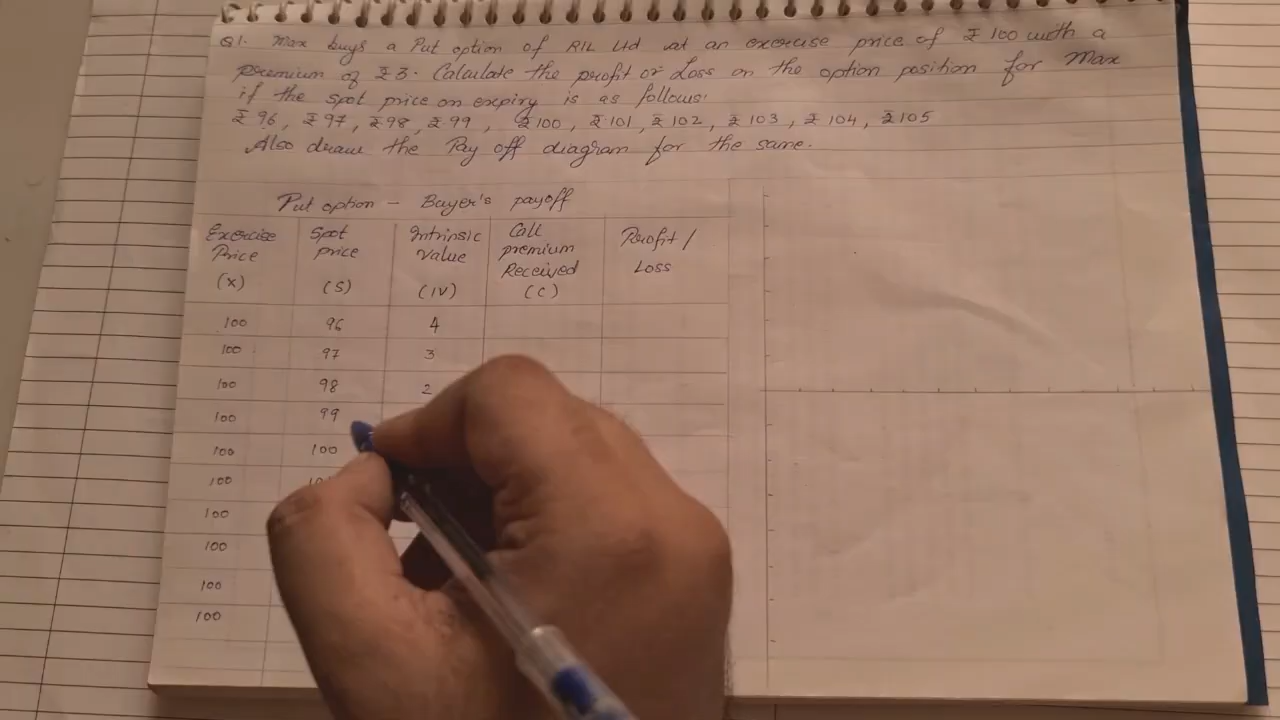 Q1. Max buys a Put option of RIL Ltd at an exercise price of ₹ 100 with a
premium of ₹ 3. Calculate the profit or Loss on the option position for Max
if the spot price on expiry is as follows:
₹ 96, ₹ 97, ₹ 98, ₹ 99, ₹ 100, ₹ 101, ₹ 102, ₹ 103, ₹ 104, ₹ 105
Also draw the Pay off diagram for the same.
Put option - Buyer's payoff
Exercise Price (X) Spot price (S) Intrinsic value (IV) Call premium Received (C) Profit / Loss
100 96 4
100 97 3
100 98 2
100 99
100 100
100
100
100
100
100